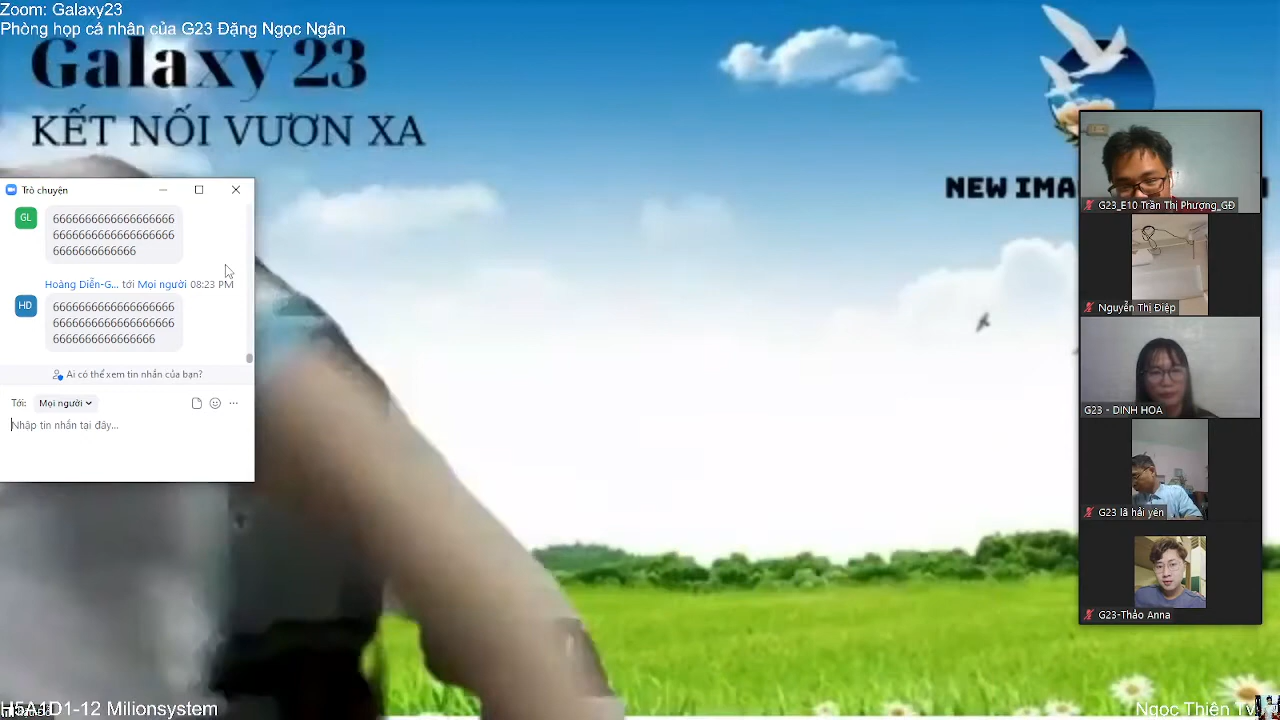 Zoom: Galaxy23
Phòng họp cá nhân của G23 Đặng Ngọc Ngân
Galaxy 23
KẾT NỐI VƯƠN XA
NEW IMA
Trò chuyện
GL
6666666666666666666
6666666666666666666
6666666666666
Hoàng Diễn-G... tới Mọi người 08:23 PM
HD
6666666666666666666
6666666666666666666
6666666666666666
Ai có thể xem tin nhắn của bạn?
Tới: Mọi người
Nhập tin nhắn tại đây...
G23_E10 Trần Thị Phượng_GĐ
Nguyễn Thị Điệp
G23 - DINH HOA
G23 lã hải yên
G23-Thảo Anna
H5A1D1-12 Milionsystem
Ngoc Thiên Tv